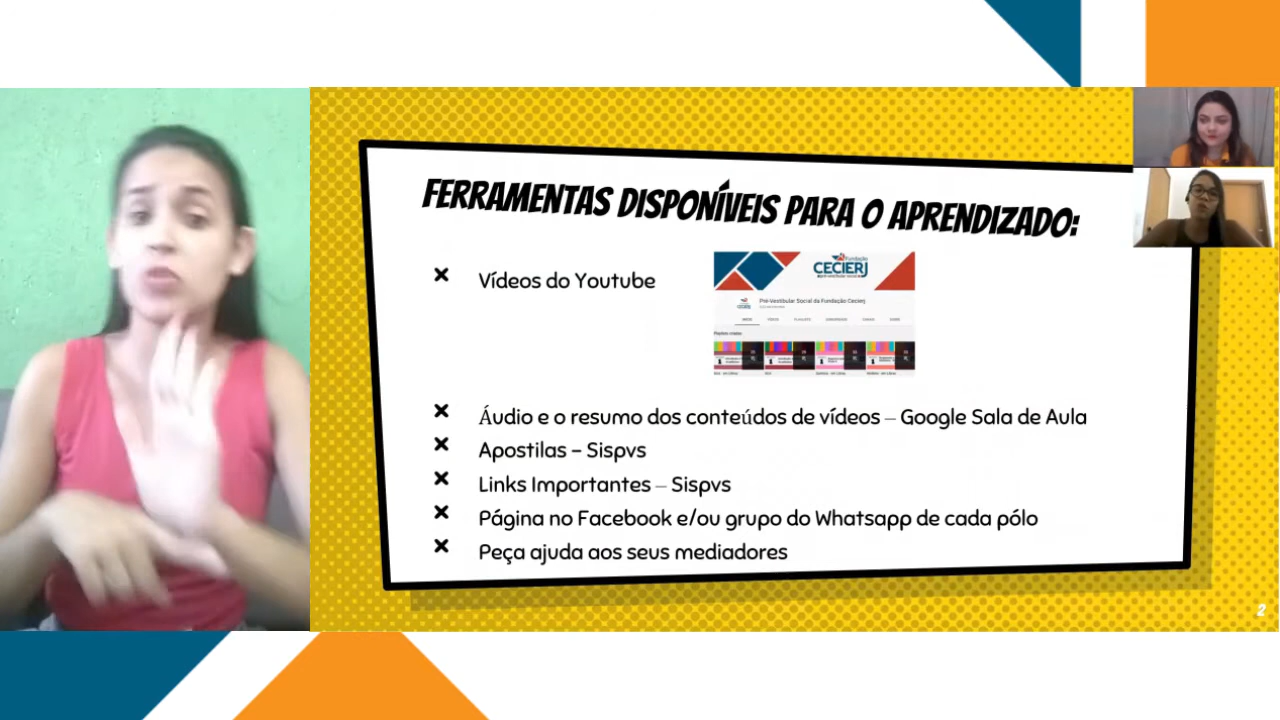 FERRAMENTAS DISPONÍVEIS PARA O APRENDIZADO:
Vídeos do Youtube
Fundação
CECIERJ
Pré-Vestibular Social da Fundação Cecierj
Áudio e o resumo dos conteúdos de vídeos – Google Sala de Aula
Apostilas – Sispvs
Links Importantes – Sispvs
Página no Facebook e/ou grupo do Whatsapp de cada pólo
Peça ajuda aos seus mediadores
2